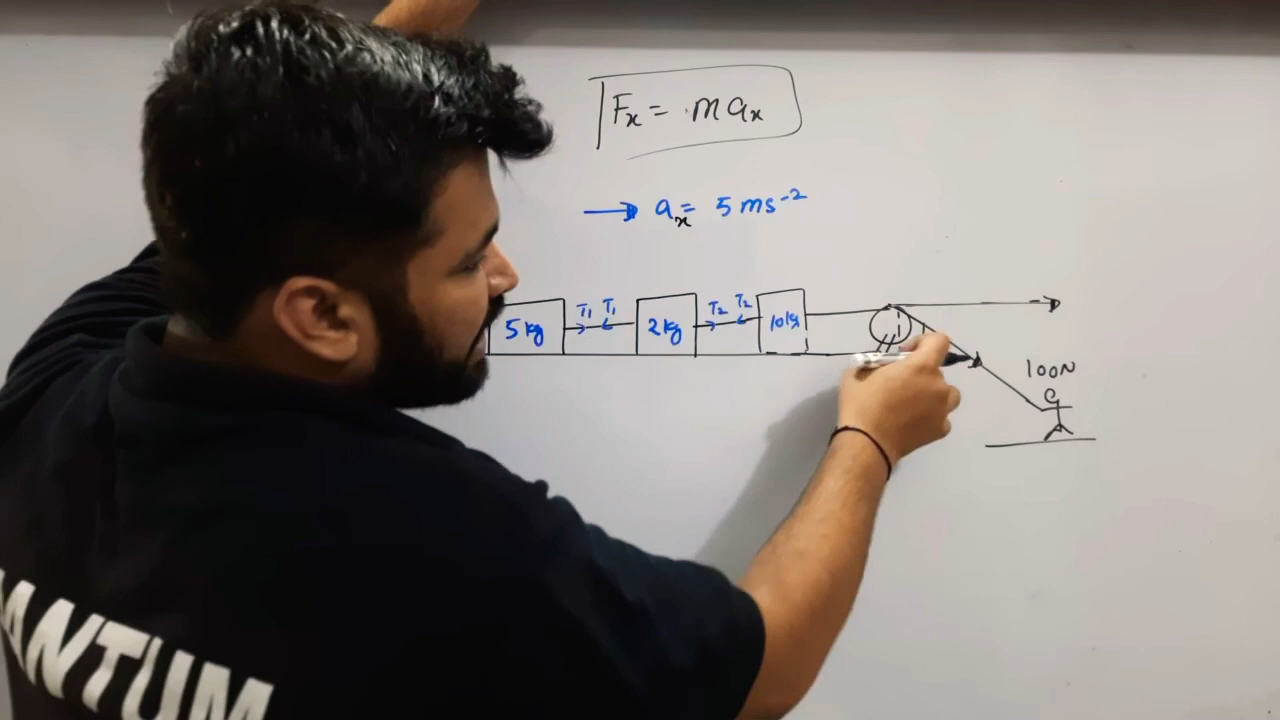 Fx = max
→ ax = 5 ms⁻²
T1 T1 T2 T2
5 kg 2 kg 10 kg
100N
ANTUM